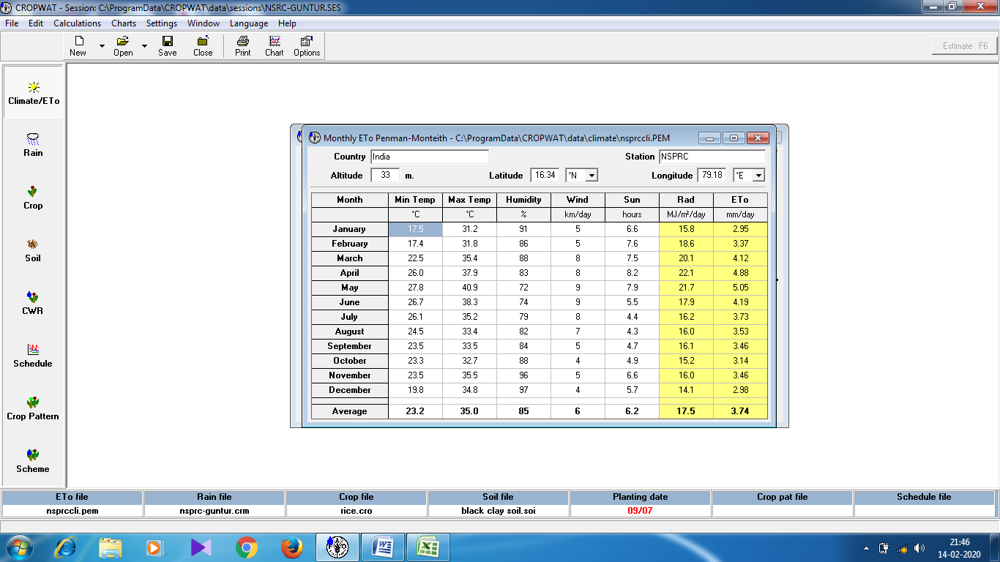 CROPWAT - Session: C:\ProgramData\CROPWAT\data\sessions\NSRC-GUNTUR.SES
File Edit Calculations Charts Settings Window Language Help
New Open Save Close Print Chart Options Estimate F6
Climate/ETo
Rain
Crop
Soil
CWR
Schedule
Crop Pattern
Scheme
Monthly ETo Penman-Monteith - C:\ProgramData\CROPWAT\data\climate\nsprccli.PEM
Country India Station NSPRC
Altitude 33 m. Latitude 16.34 °N Longitude 79.18 °E
Month Min Temp Max Temp Humidity Wind Sun Rad ETo
°C °C % km/day hours MJ/m²/day mm/day
January 17.5 31.2 91 5 6.6 15.8 2.95
February 17.4 31.8 86 5 7.6 18.6 3.37
March 22.5 35.4 88 8 7.5 20.1 4.12
April 26.0 37.9 83 8 8.2 22.1 4.88
May 27.8 40.9 72 9 7.9 21.7 5.05
June 26.7 38.3 74 9 5.5 17.9 4.19
July 26.1 35.2 79 8 4.4 16.2 3.73
August 24.5 33.4 82 7 4.3 16.0 3.53
September 23.5 33.5 84 5 4.7 16.1 3.46
October 23.3 32.7 88 4 4.9 15.2 3.14
November 23.5 35.5 96 5 6.6 16.0 3.46
December 19.8 34.8 97 4 5.7 14.1 2.98
Average 23.2 35.0 85 6 6.2 17.5 3.74
ETo file Rain file Crop file Soil file Planting date Crop pat file Schedule file
nsprccli.pem nsprc-guntur.crm rice.cro black clay soil.soi 09/07
21:46
14-02-2020